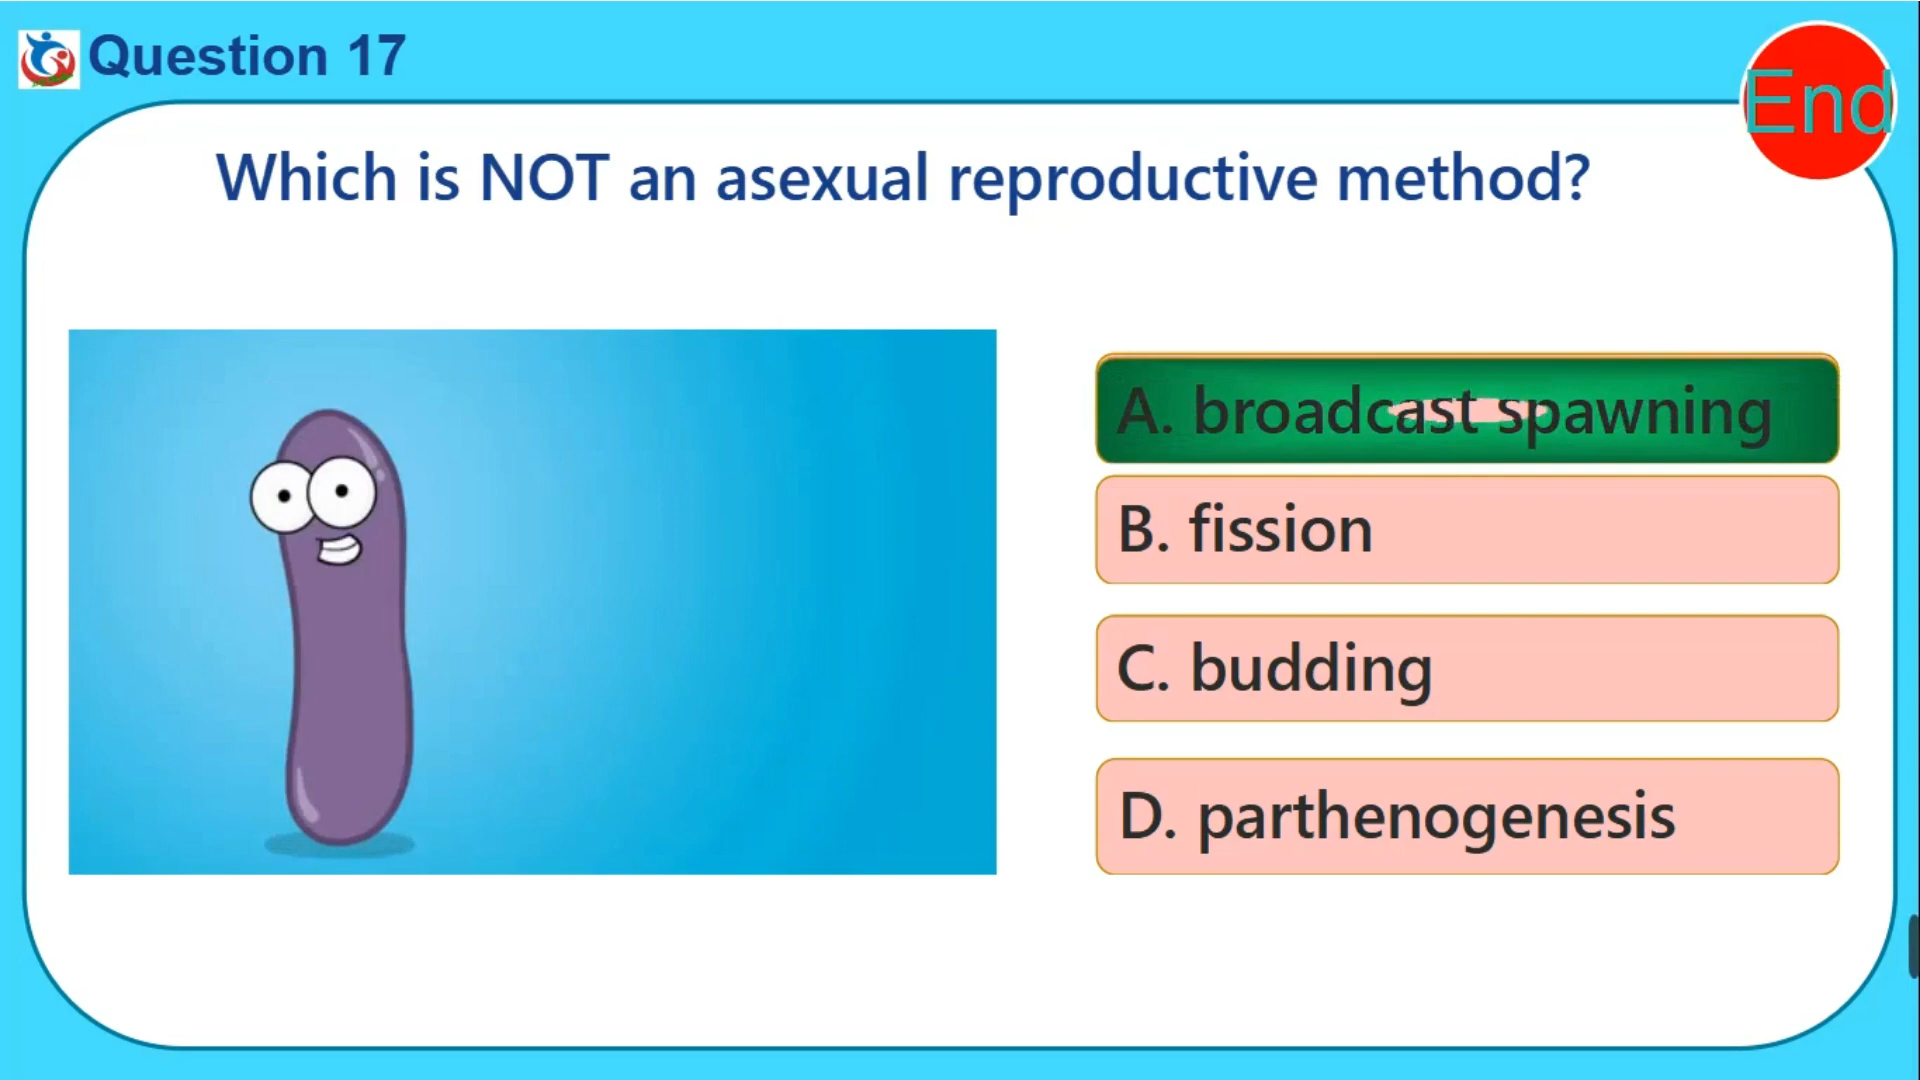 Question 17
End
Which is NOT an asexual reproductive method?
A. broadcast spawning
B. fission
C. budding
D. parthenogenesis